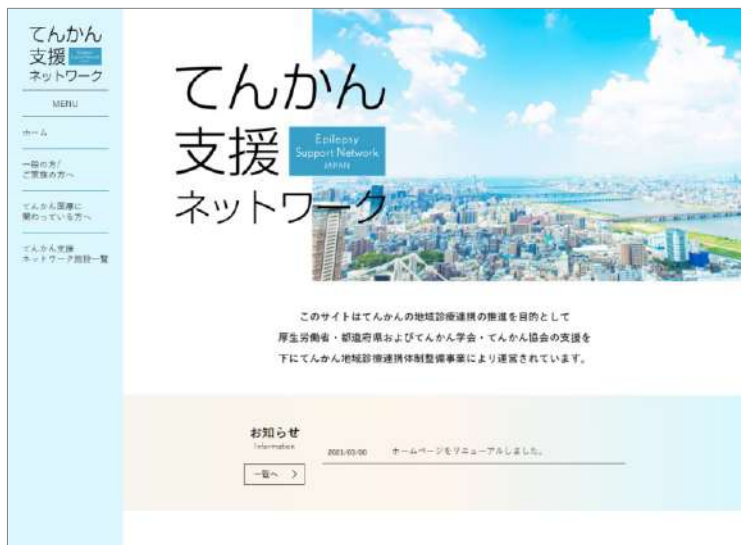 てんかん
支援
Epilepsy
Support Network
JAPAN
ネットワーク
MENU
ホーム
一般の方/
ご家族の方へ
てんかん医療に
関わっている方へ
てんかん支援
ネットワーク施設一覧
てんかん
支援
Epilepsy
Support Network
JAPAN
ネットワーク
このサイトはてんかんの地域診療連携の推進を目的として
厚生労働省・都道府県およびてんかん学会・てんかん協会の支援を
下にてんかん地域診療連携体制整備事業により運営されています。
お知らせ
Information
2021/03/00 ホームページをリニューアルしました。
一覧へ